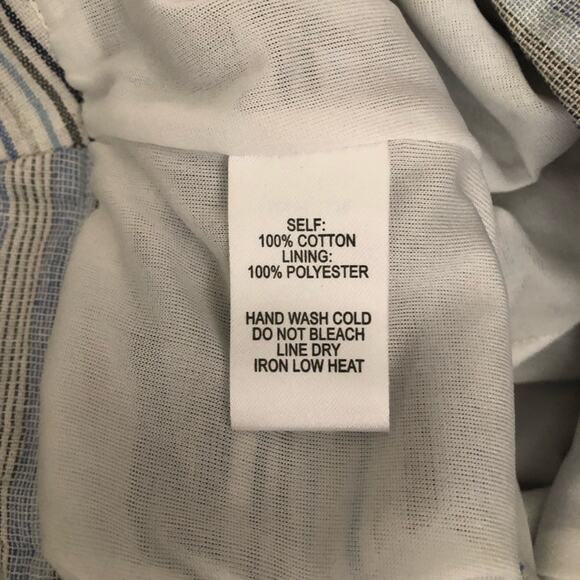 SELF:
100% COTTON
LINING:
100% POLYESTER
HAND WASH COLD
DO NOT BLEACH
LINE DRY
IRON LOW HEAT